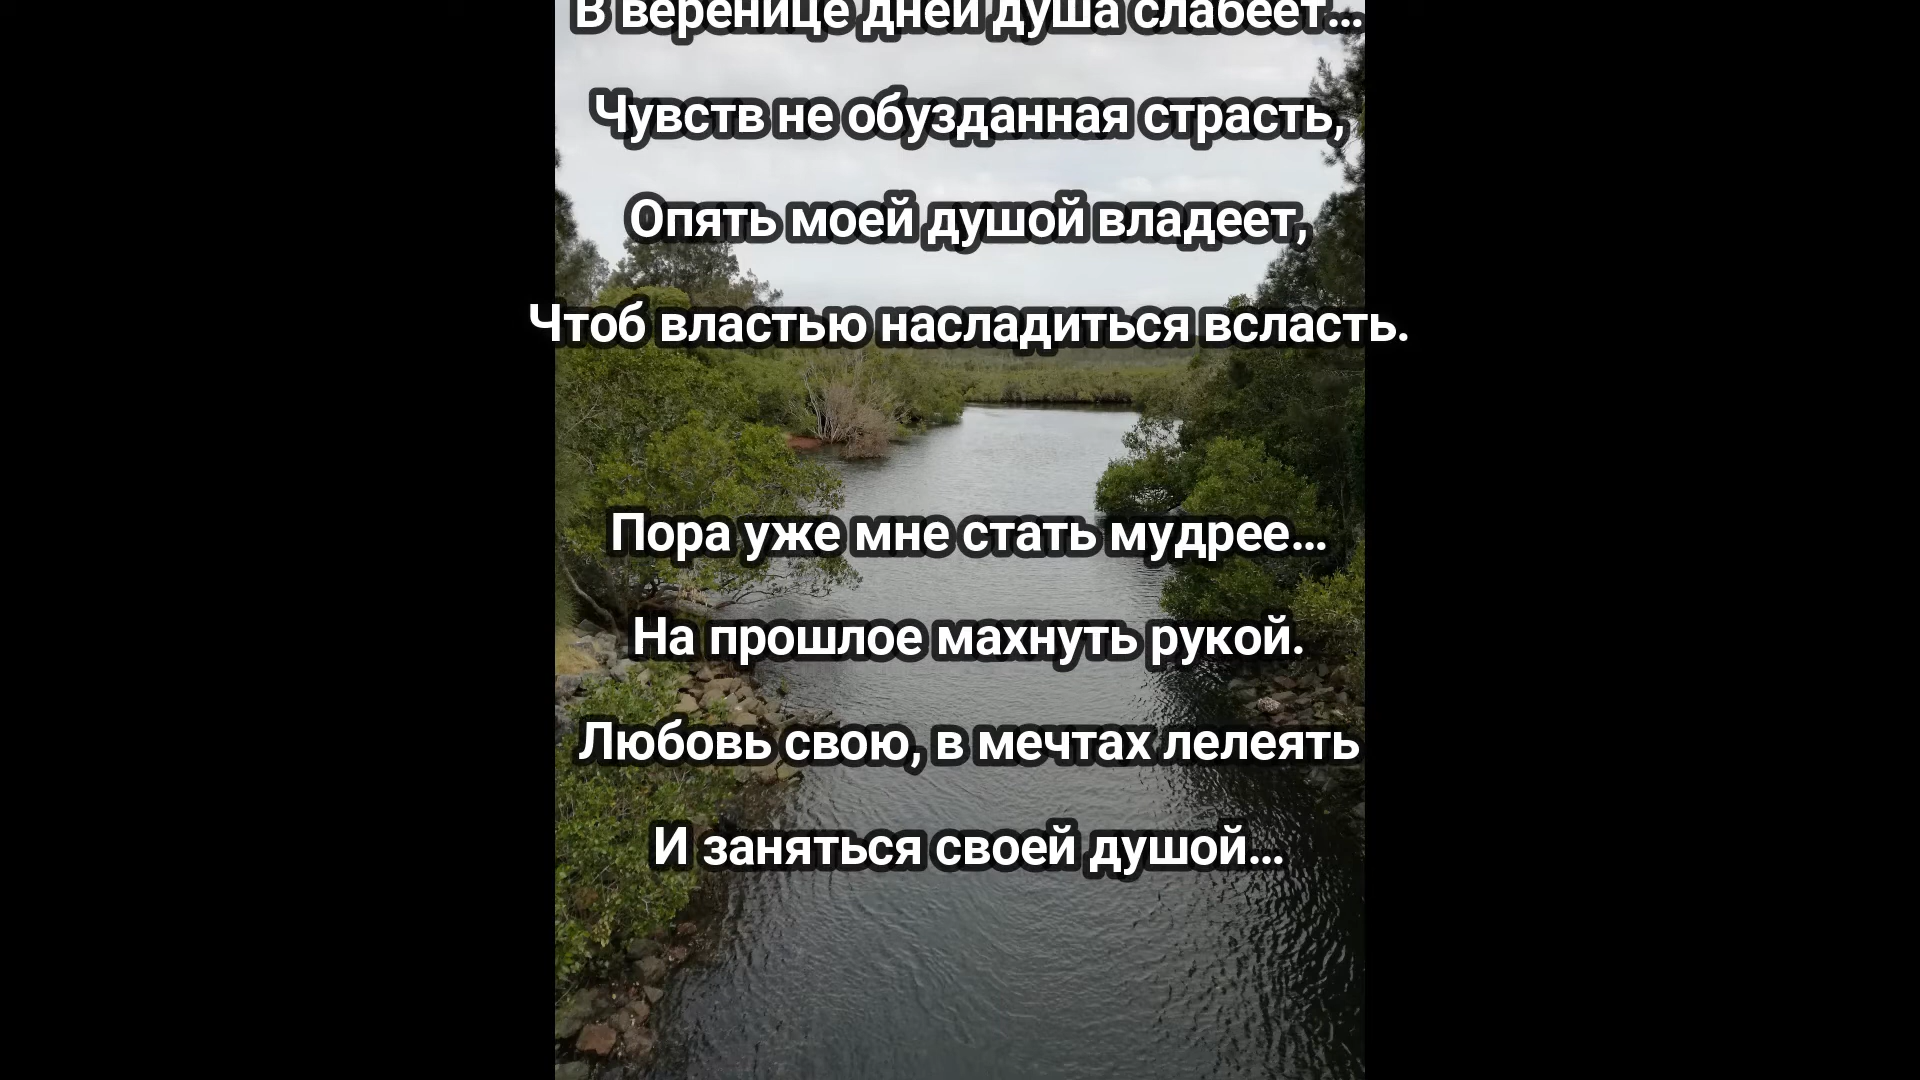 В веренице дней душа слабеет...
Чувств не обузданная страсть,
Опять моей душой владеет,
Чтоб властью насладиться всласть.
Пора уже мне стать мудрее...
На прошлое махнуть рукой.
Любовь свою, в мечтах лелеять
И заняться своей душой...